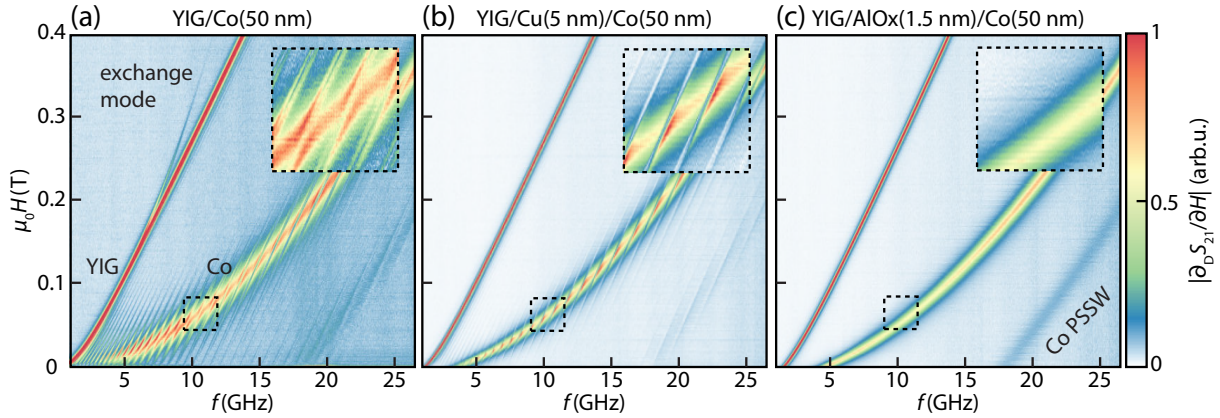 (a) YIG/Co(50 nm)
(b) YIG/Cu(5 nm)/Co(50 nm)
(c) YIG/AlOx(1.5 nm)/Co(50 nm)
0.4
0.3
0.2
0.1
0
μ₀H(T)
exchange
mode
YIG
Co
Co PSSW
5 10 15 20 25
5 10 15 20 25
5 10 15 20 25
f(GHz)
f(GHz)
f(GHz)
1
0.5
0
|∂_D S₂₁/∂H| (arb.u.)